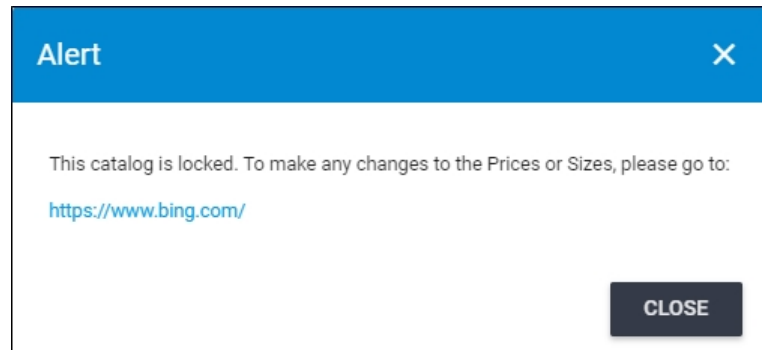 Alert
This catalog is locked. To make any changes to the Prices or Sizes, please go to:
https://www.bing.com/
CLOSE